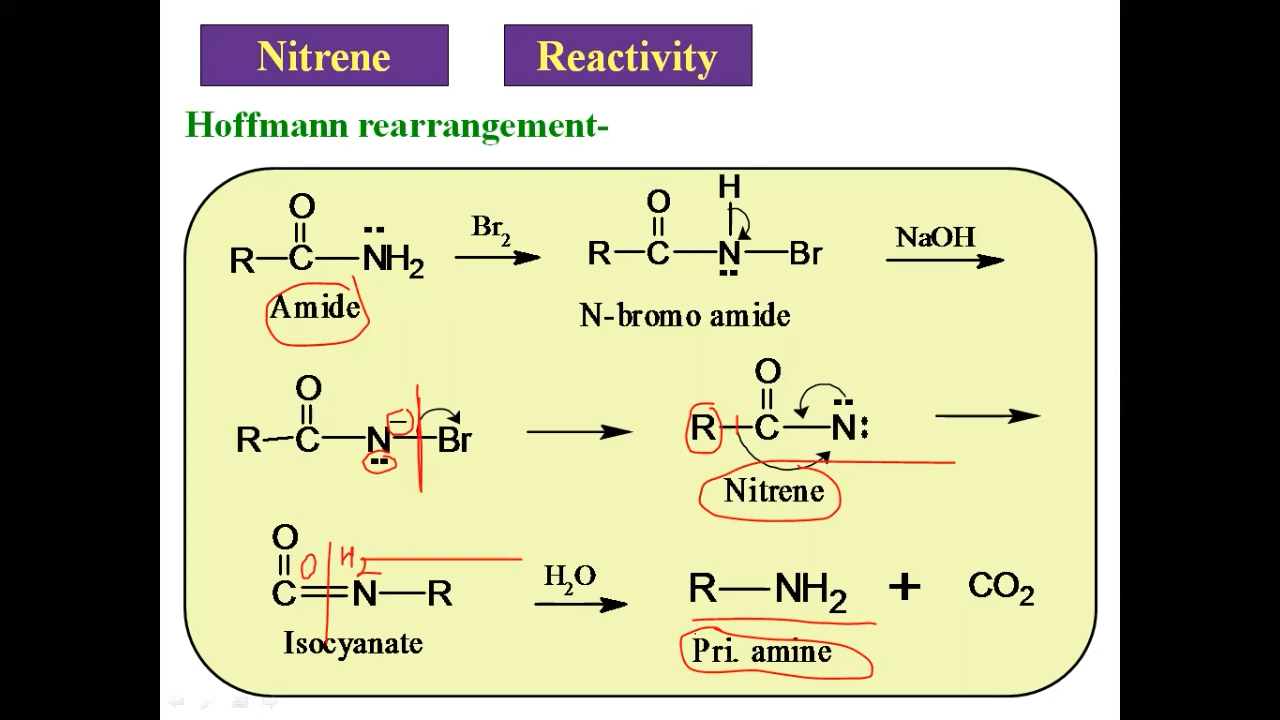 Nitrene Reactivity
Hoffmann rearrangement-
O H
R—C—NH2 Br2 R—C—N—Br NaOH
O
Amide N-bromo amide
O O
R—C—N—Br R—C—N:
Nitrene
O O H2
C=N—R H2O R—NH2 + CO2
Isocyanate Pri. amine